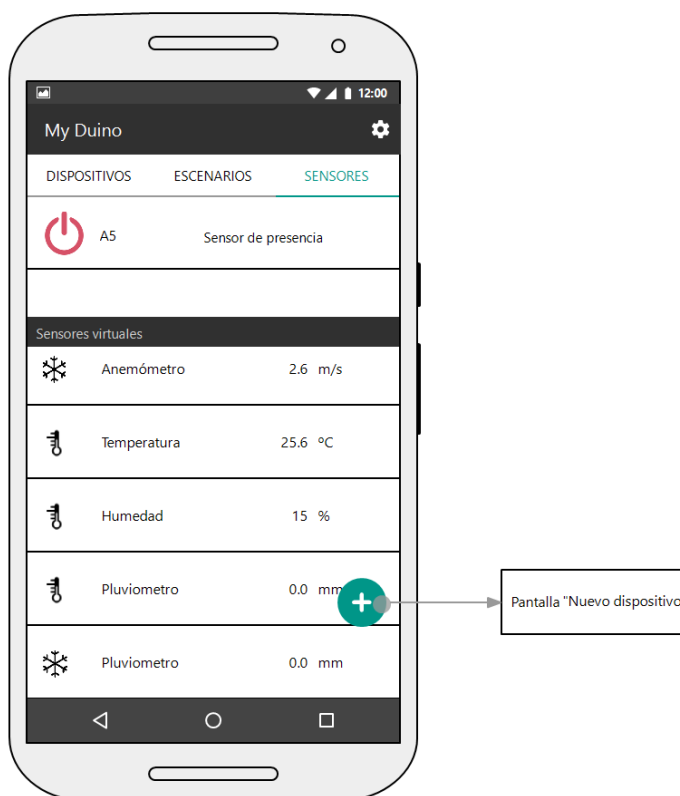 12:00
My Duino
DISPOSITIVOS ESCENARIOS SENSORES
A5 Sensor de presencia
Sensores virtuales
Anemómetro 2.6 m/s
Temperatura 25.6 ºC
Humedad 15 %
Pluviometro 0.0 mm
Pantalla "Nuevo dispositivo
Pluviometro 0.0 mm